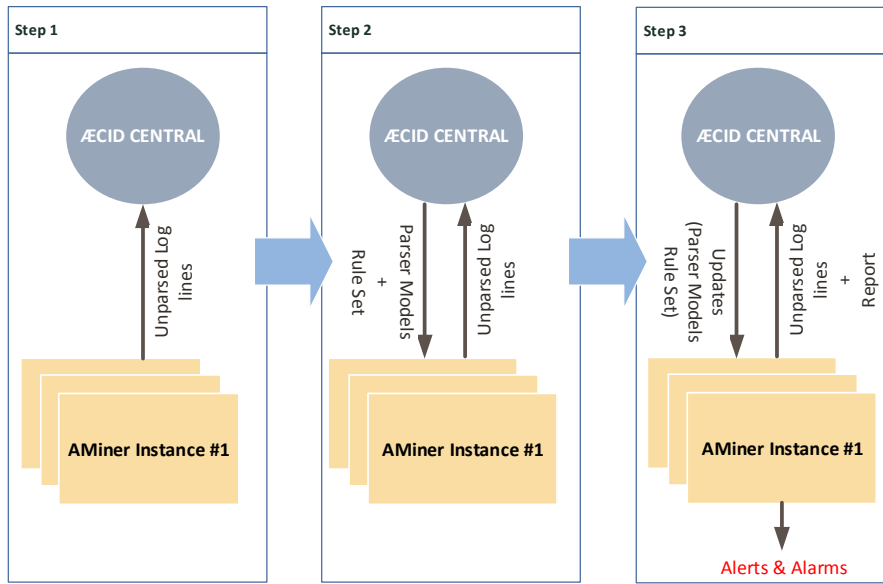 Step 1
ÆCID CENTRAL
Unparsed Log
lines
AMiner Instance #1
Step 2
ÆCID CENTRAL
Parser Models
+
Rule Set
Unparsed Log
lines
AMiner Instance #1
Step 3
ÆCID CENTRAL
Updates
(Parser Models
Rule Set)
Unparsed Log
lines
+
Report
AMiner Instance #1
Alerts & Alarms